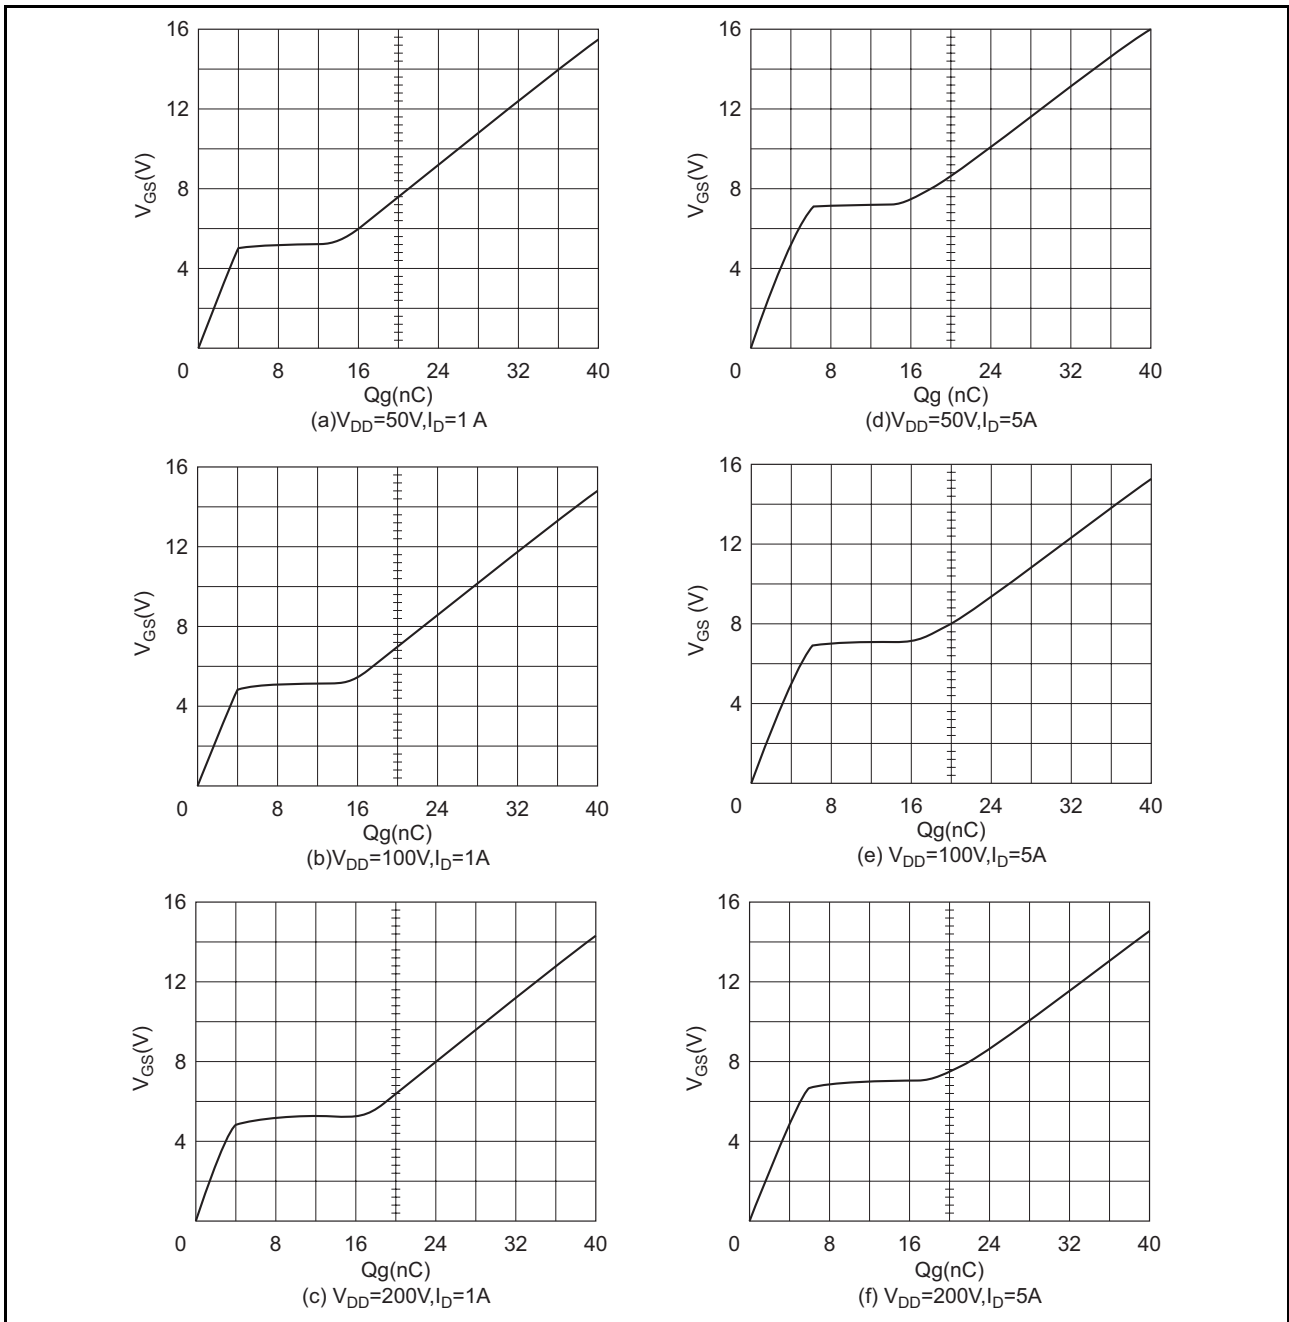 16
12
8
4
V_GS(V)
0 8 16 24 32 40
Qg(nC)
(a)V_DD=50V,I_D=1 A
16
12
8
4
V_GS(V)
0 8 16 24 32 40
Qg (nC)
(d)V_DD=50V,I_D=5A
16
12
8
4
V_GS(V)
0 8 16 24 32 40
Qg(nC)
(b)V_DD=100V,I_D=1A
16
12
8
4
V_GS (V)
0 8 16 24 32 40
Qg(nC)
(e) V_DD=100V,I_D=5A
16
12
8
4
V_GS(V)
0 8 16 24 32 40
Qg(nC)
(c) V_DD=200V,I_D=1A
16
12
8
4
V_GS(V)
0 8 16 24 32 40
Qg(nC)
(f) V_DD=200V,I_D=5A